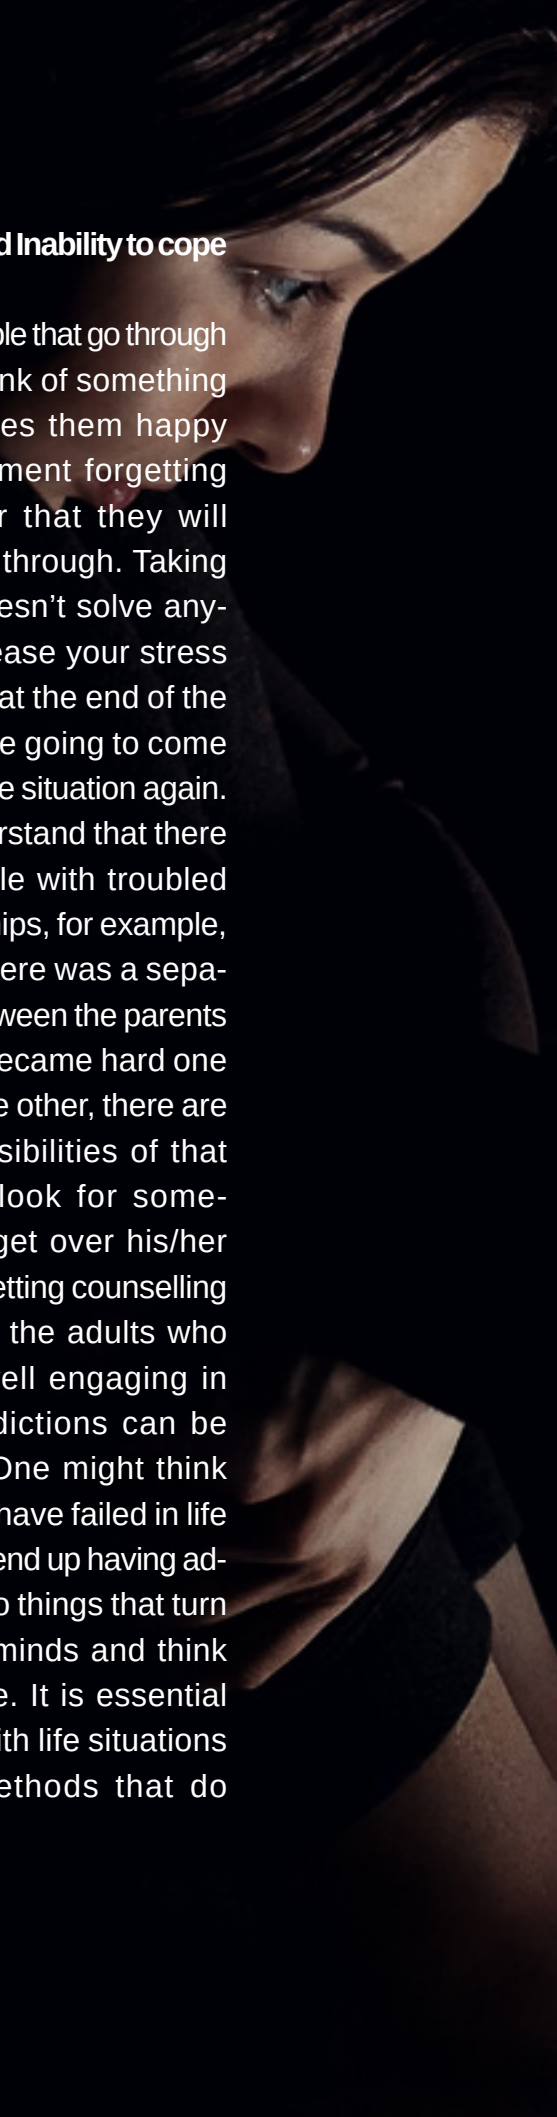 d Inability to cope
ple that go through
nk of something
es them happy
ment forgetting
r that they will
through. Taking
esn’t solve any-
ease your stress
at the end of the
e going to come
e situation again.
rstand that there
le with troubled
ips, for example,
ere was a sepa-
ween the parents
ecame hard one
e other, there are
sibilities of that
look for some-
get over his/her
etting counselling
the adults who
ell engaging in
dictions can be
One might think
have failed in life
end up having ad-
o things that turn
minds and think
e. It is essential
ith life situations
ethods that do